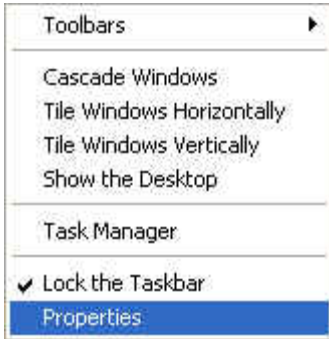 Toolbars
Cascade Windows
Tile Windows Horizontally
Tile Windows Vertically
Show the Desktop
Task Manager
Lock the Taskbar
Properties